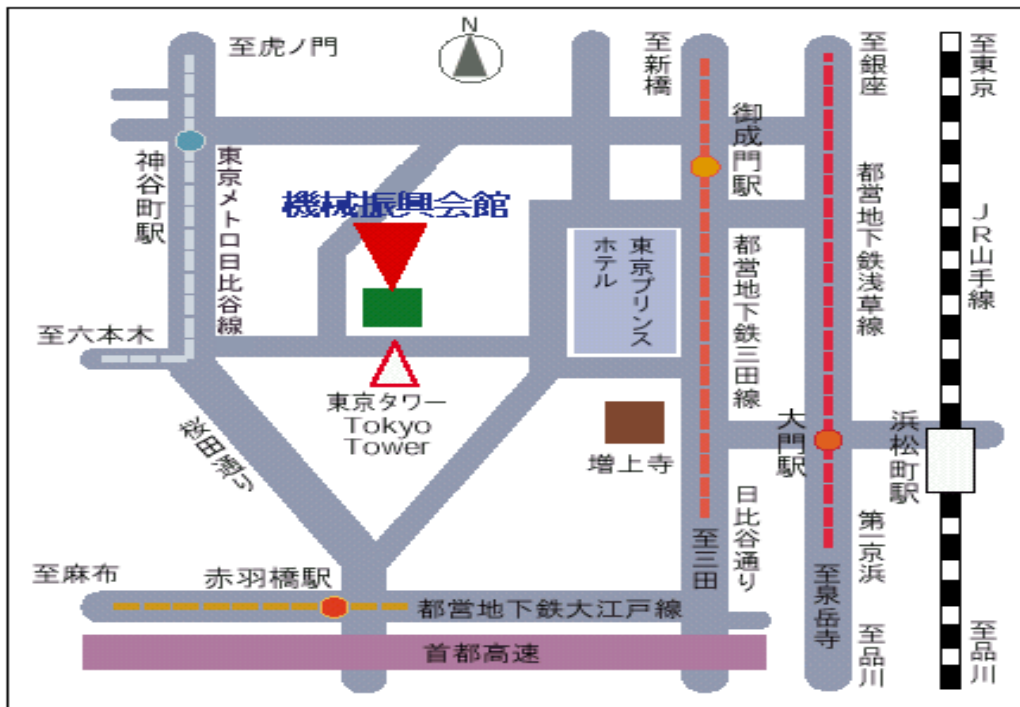 N
至虎ノ門
至新橋
至銀座
至東京
御成門駅
神谷町駅
東京メトロ日比谷線
機械振興会館
都営地下鉄浅草線
JR山手線
東京プリンス
ホテル
都営地下鉄三田線
至六本木
東京タワー
Tokyo
Tower
桜田通り
増上寺
大門駅
浜松町駅
日比谷通り
第一京浜
至三田
至泉岳寺
至麻布
赤羽橋駅
都営地下鉄大江戸線
首都高速
至品川
至品川